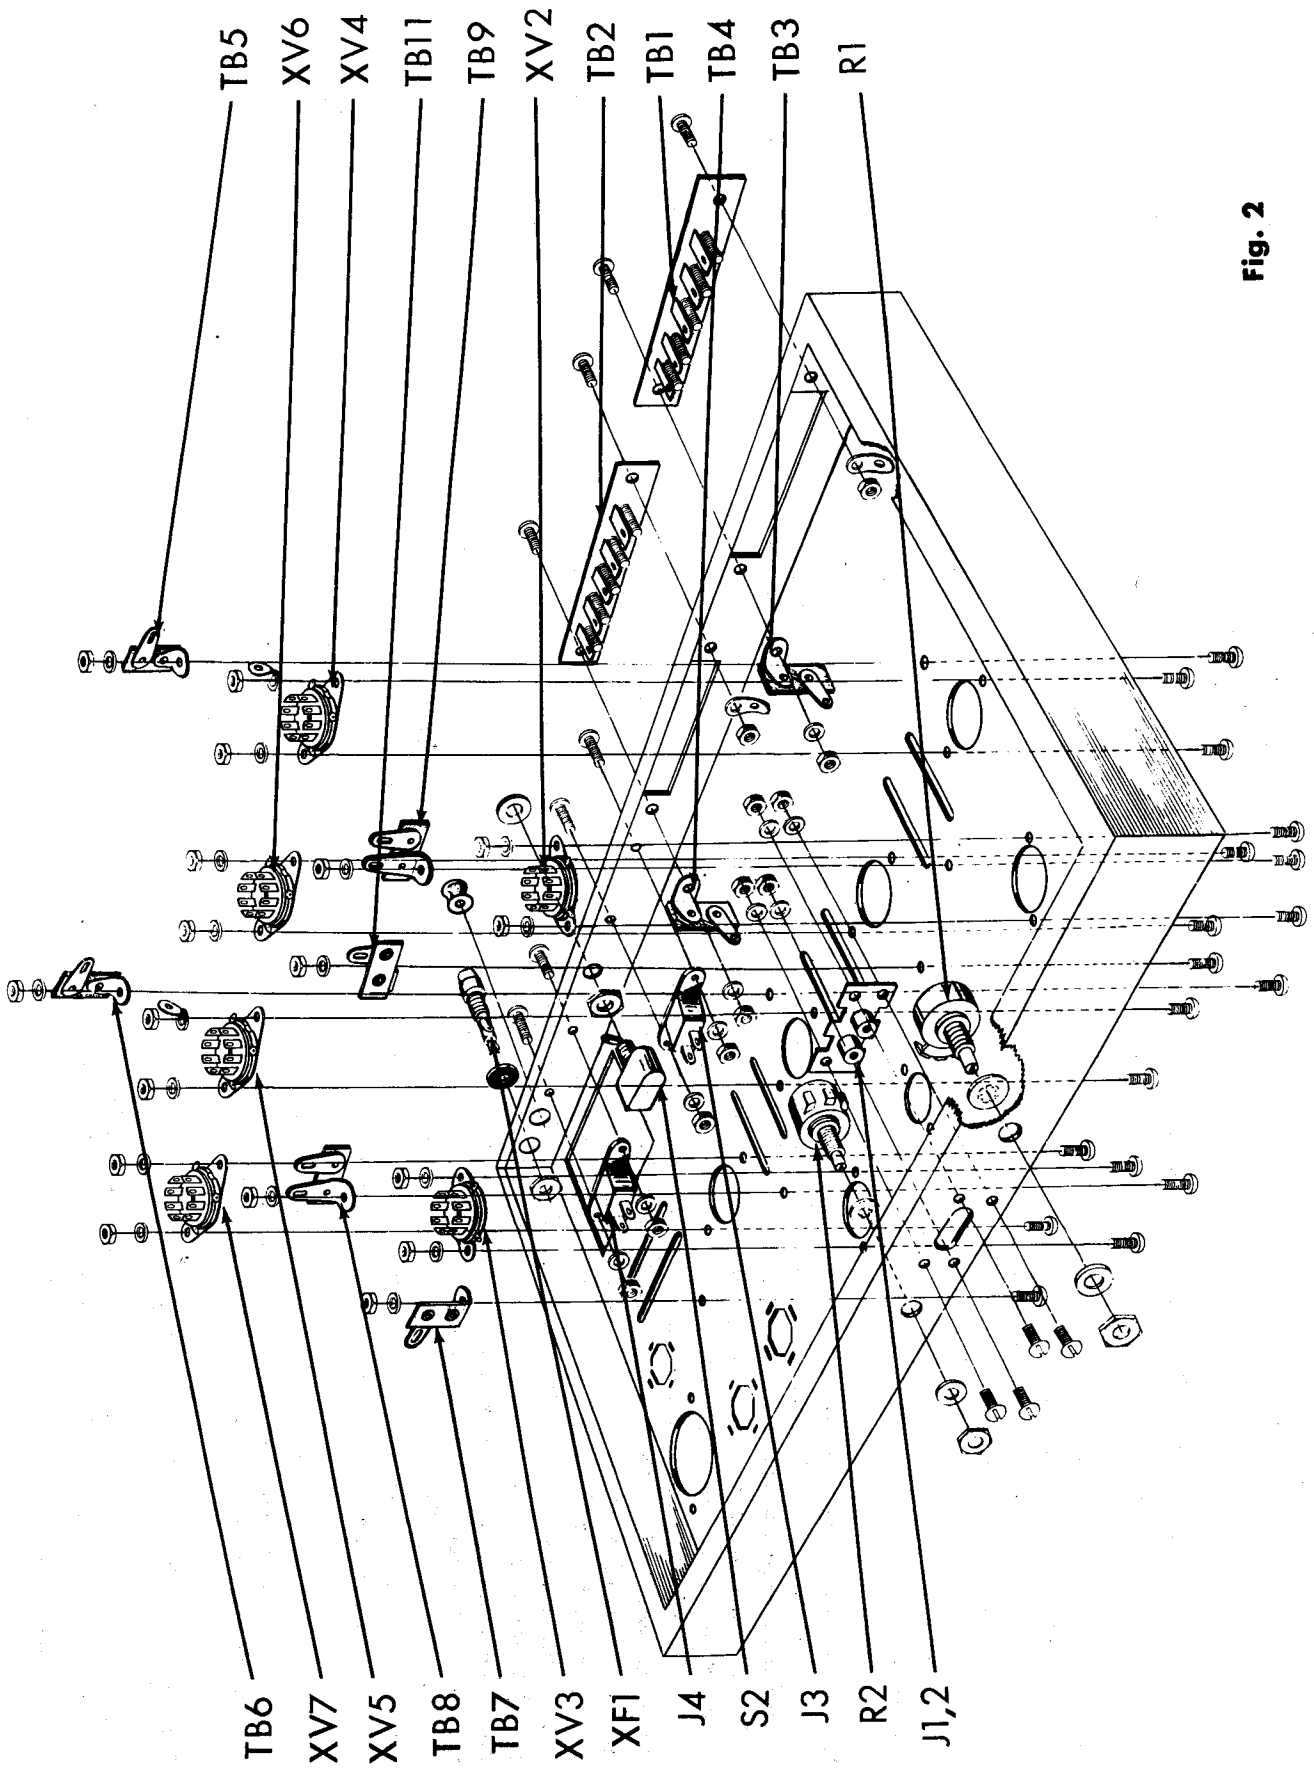 TB5
XV6
XV4
TB11
TB9
XV2
TB2
TB1
TB4
TB3
R1
TB6
XV7
XV5
TB8
TB7
XV3
XF1
J4
S2
J3
R2
J1,2
Fig. 2